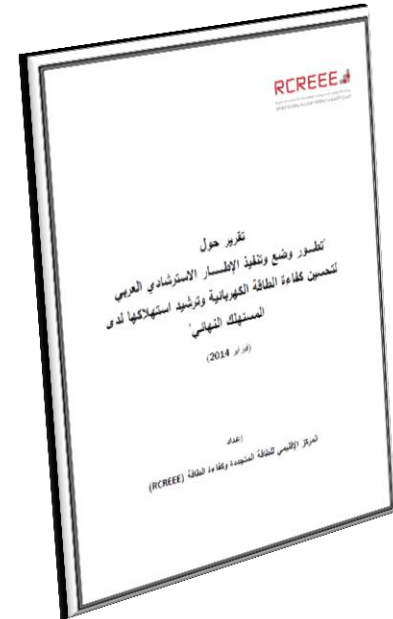 RCREEE
تقرير حول
"تطور وضع وتنفيذ الإطار الاسترشادي العربي
لتحسين كفاءة الطاقة الكهربائية وترشيد استهلاكها لدى
المستهلك النهائي"
(فبراير 2014)
إعداد
المركز الإقليمي للطاقة المتجددة وكفاءة الطاقة (RCREEE)